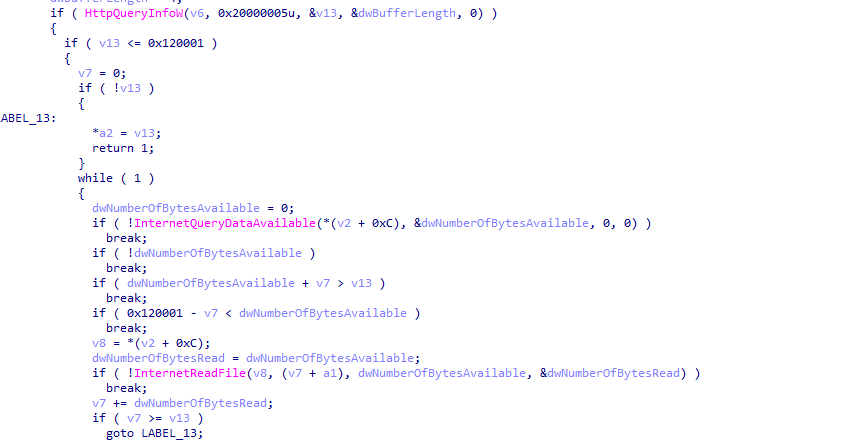 if ( HttpQueryInfoW(v6, 0x20000005u, &v13, &dwBufferLength, 0) )
{
if ( v13 <= 0x120001 )
{
v7 = 0;
if ( !v13 )
{
ABEL_13:
*a2 = v13;
return 1;
}
while ( 1 )
{
dwNumberOfBytesAvailable = 0;
if ( !InternetQueryDataAvailable(*(v2 + 0xC), &dwNumberOfBytesAvailable, 0, 0) )
break;
if ( !dwNumberOfBytesAvailable )
break;
if ( dwNumberOfBytesAvailable + v7 > v13 )
break;
if ( 0x120001 - v7 < dwNumberOfBytesAvailable )
break;
v8 = *(v2 + 0xC);
dwNumberOfBytesRead = dwNumberOfBytesAvailable;
if ( !InternetReadFile(v8, (v7 + a1), dwNumberOfBytesAvailable, &dwNumberOfBytesRead) )
break;
v7 += dwNumberOfBytesRead;
if ( v7 >= v13 )
goto LABEL_13;